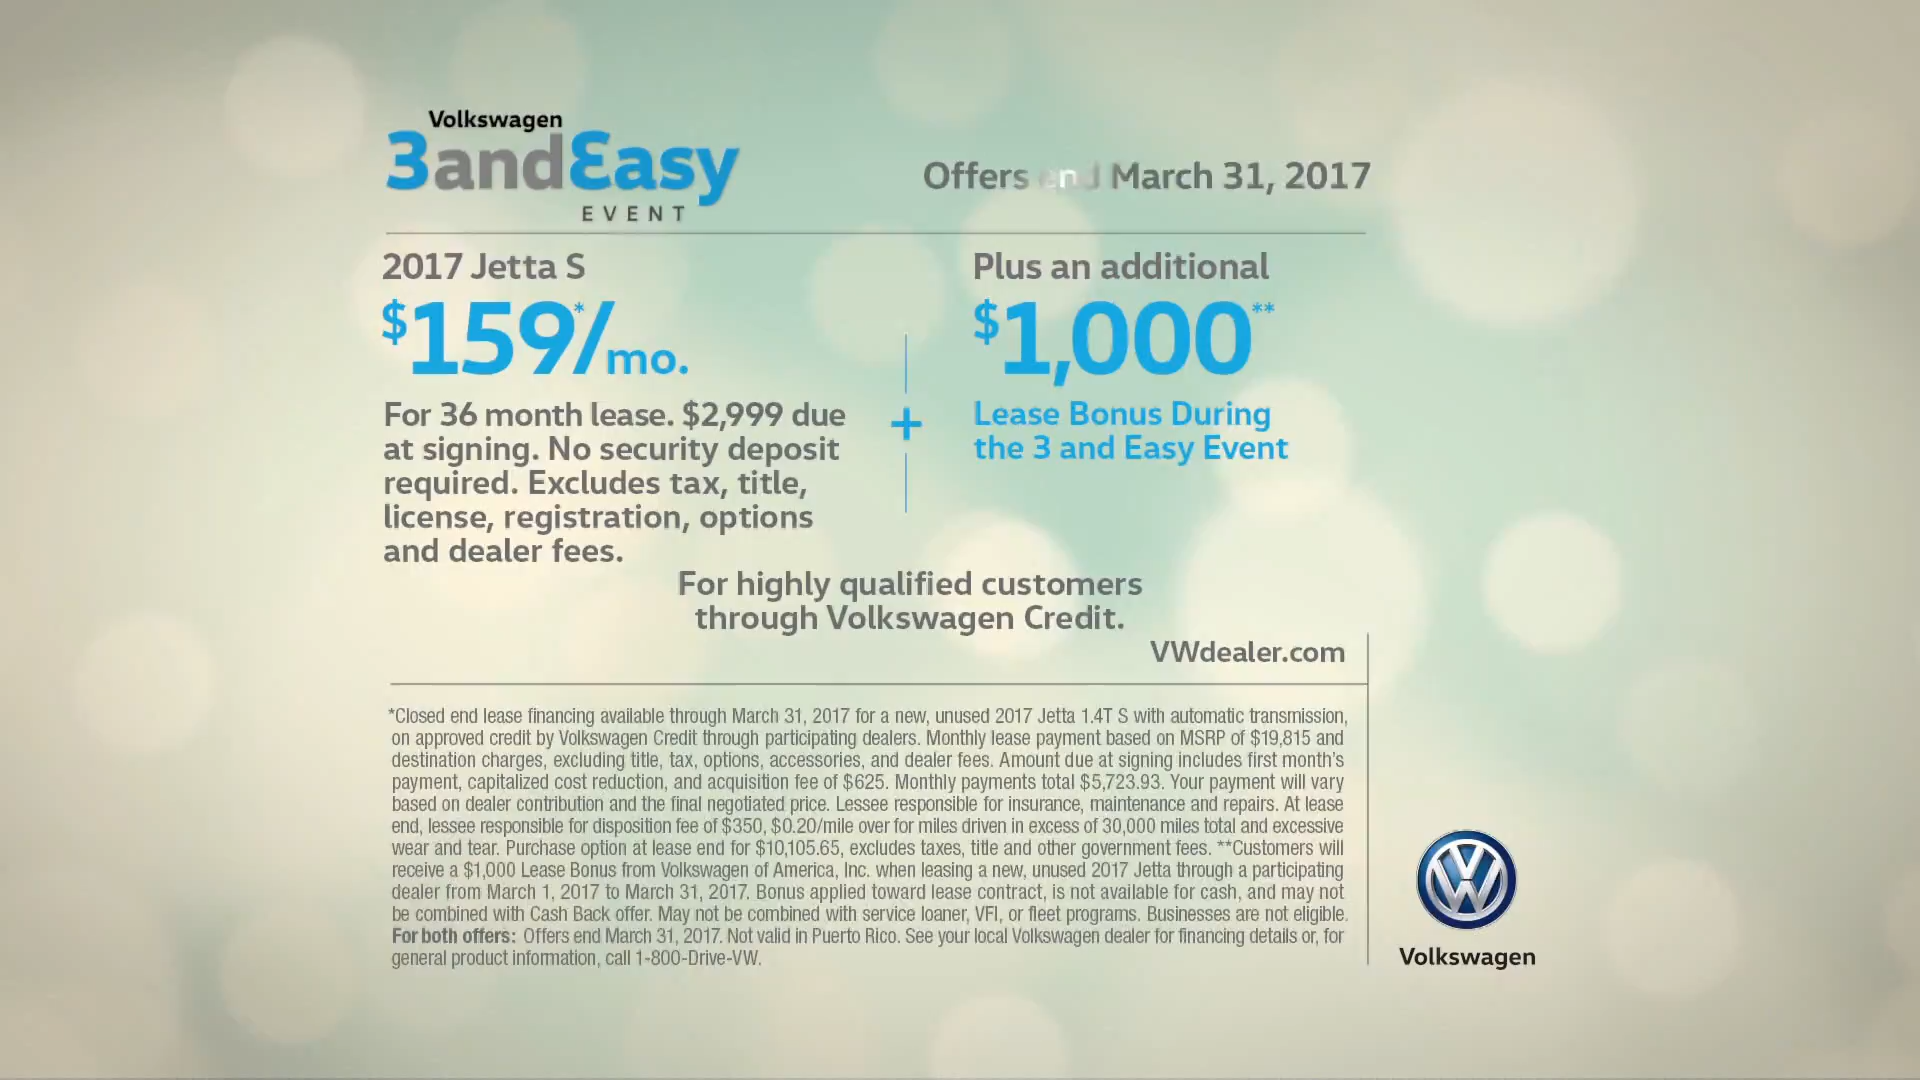 Volkswagen
3andEasy
EVENT
Offers end March 31, 2017
2017 Jetta S
$159*/mo.
For 36 month lease. $2,999 due
at signing. No security deposit
required. Excludes tax, title,
license, registration, options
and dealer fees.
+
Plus an additional
$1,000**
Lease Bonus During
the 3 and Easy Event
For highly qualified customers
through Volkswagen Credit.
VWdealer.com
*Closed end lease financing available through March 31, 2017 for a new, unused 2017 Jetta 1.4T S with automatic transmission,
on approved credit by Volkswagen Credit through participating dealers. Monthly lease payment based on MSRP of $19,815 and
destination charges, excluding title, tax, options, accessories, and dealer fees. Amount due at signing includes first month's
payment, capitalized cost reduction, and acquisition fee of $625. Monthly payments total $5,723.93. Your payment will vary
based on dealer contribution and the final negotiated price. Lessee responsible for insurance, maintenance and repairs. At lease
end, lessee responsible for disposition fee of $350, $0.20/mile over for miles driven in excess of 30,000 miles total and excessive
wear and tear. Purchase option at lease end for $10,105.65, excludes taxes, title and other government fees. **Customers will
receive a $1,000 Lease Bonus from Volkswagen of America, Inc. when leasing a new, unused 2017 Jetta through a participating
dealer from March 1, 2017 to March 31, 2017. Bonus applied toward lease contract, is not available for cash, and may not
be combined with Cash Back offer. May not be combined with service loaner, VFI, or fleet programs. Businesses are not eligible.
For both offers: Offers end March 31, 2017. Not valid in Puerto Rico. See your local Volkswagen dealer for financing details or, for
general product information, call 1-800-Drive-VW.
Volkswagen